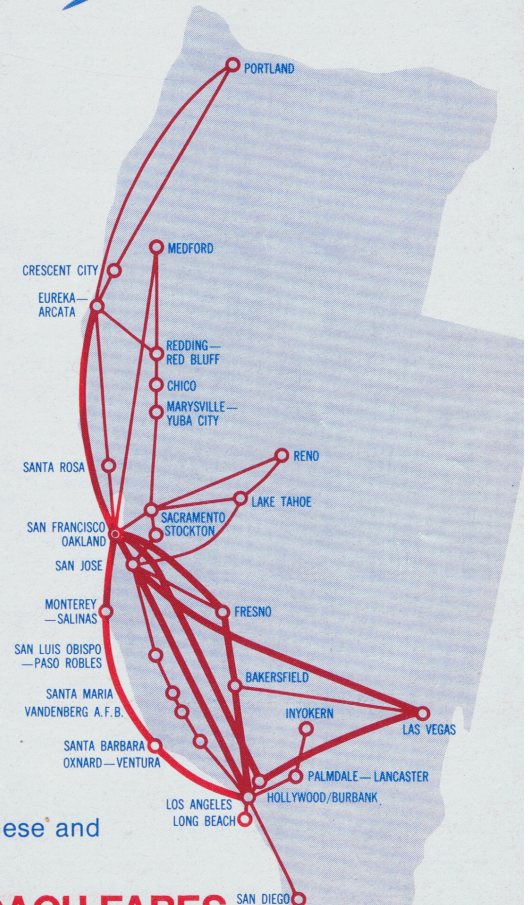 PORTLAND
MEDFORD
CRESCENT CITY
EUREKA—
ARCATA
REDDING—
RED BLUFF
CHICO
MARYSVILLE—
YUBA CITY
RENO
SANTA ROSA
LAKE TAHOE
SACRAMENTO
STOCKTON
SAN FRANCISCO
OAKLAND
SAN JOSE
MONTEREY
—SALINAS
FRESNO
SAN LUIS OBISPO
—PASO ROBLES
BAKERSFIELD
SANTA MARIA
VANDENBERG A.F.B.
INYOKERN
LAS VEGAS
SANTA BARBARA
OXNARD—VENTURA
PALMDALE—LANCASTER
HOLLYWOOD/BURBANK
LOS ANGELES
LONG BEACH
ese and
ACH FARES
SAN DIEGO